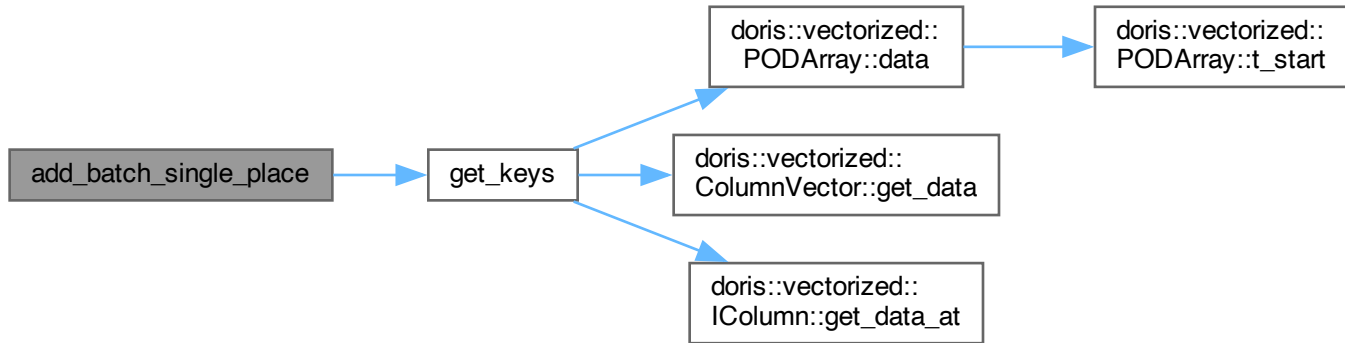 add_batch_single_place
get_keys
doris::vectorized::
PODArray::data
doris::vectorized::
PODArray::t_start
doris::vectorized::
ColumnVector::get_data
doris::vectorized::
IColumn::get_data_at